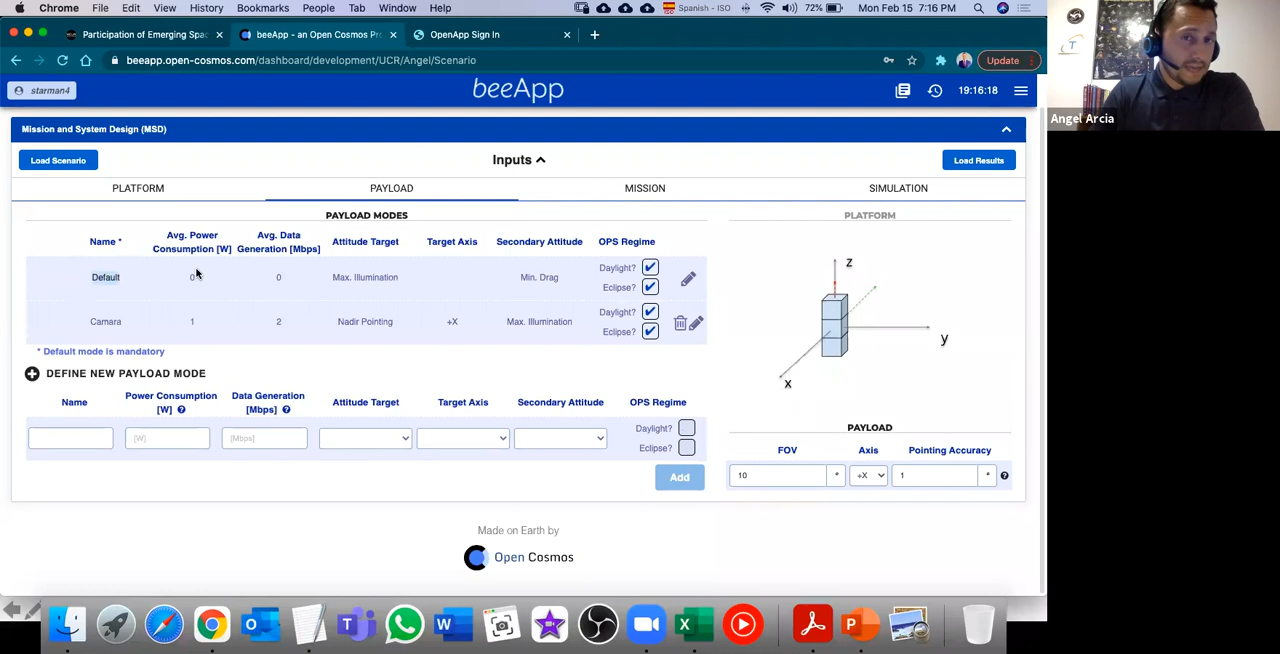 Chrome File Edit View History Bookmarks People Tab Window Help
Spanish - ISO 72% Mon Feb 15 7:16 PM
Participation of Emerging Spac
beeApp - an Open Cosmos Pro
OpenApp Sign In
beeapp.open-cosmos.com/dashboard/development/UCR/Angel/Scenario
Update
starman4
beeApp
19:16:18
Angel Arcia
Mission and System Design (MSD)
Load Scenario
Inputs
Load Results
PLATFORM PAYLOAD MISSION SIMULATION
PAYLOAD MODES
PLATFORM
Name * Avg. Power Consumption [W] Avg. Data Generation [Mbps] Attitude Target Target Axis Secondary Attitude OPS Regime
Default 0 0 Max. Illumination Min. Drag Daylight? Eclipse?
Camara 1 2 Nadir Pointing +X Max. Illumination Daylight? Eclipse?
* Default mode is mandatory
z
y
x
DEFINE NEW PAYLOAD MODE
Name Power Consumption [W] ? Data Generation [Mbps] ? Attitude Target Target Axis Secondary Attitude OPS Regime
[W] [Mbps] Daylight? Eclipse?
Add
PAYLOAD
FOV Axis Pointing Accuracy
10 ° +X 1 ° ?
Made on Earth by
Open Cosmos